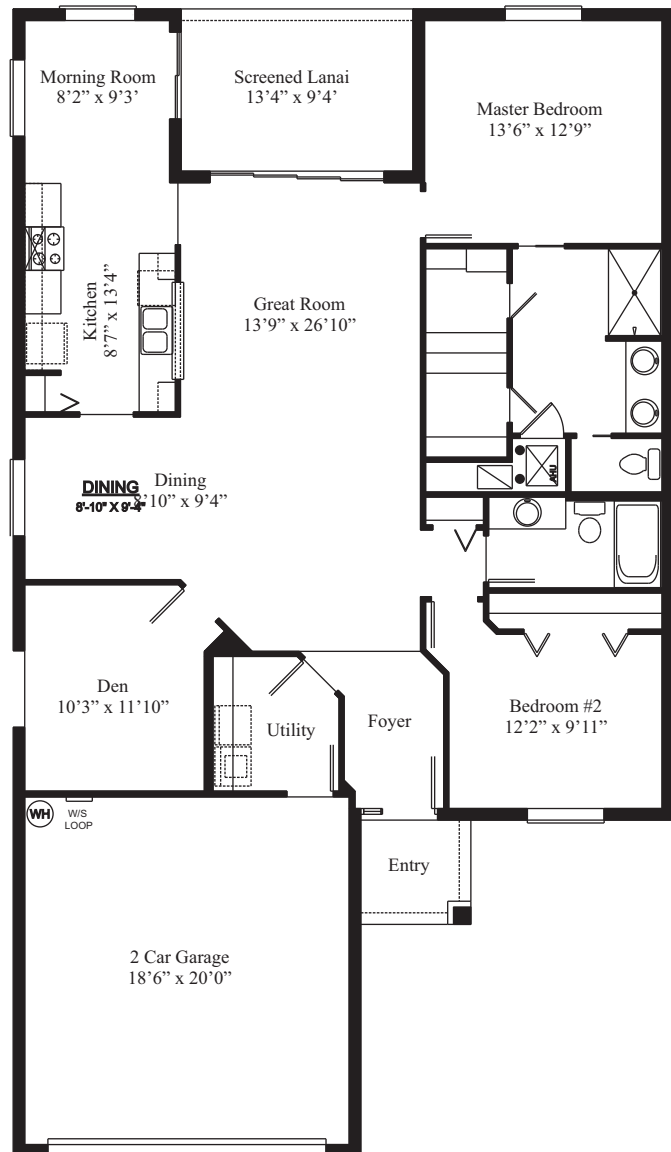 Morning Room
8’2” x 9’3’
Screened Lanai
13’4” x 9’4’
Master Bedroom
13’6” x 12’9”
Kitchen
8’7” x 13’4”
Great Room
13’9” x 26’10”
AHU
Dining
8’10” x 9’4”
DINING
8'-10" X 9'-4"
Den
10’3” x 11’10”
Utility
Foyer
Bedroom #2
12’2” x 9’11”
WH
W/S
LOOP
Entry
2 Car Garage
18’6” x 20’0”